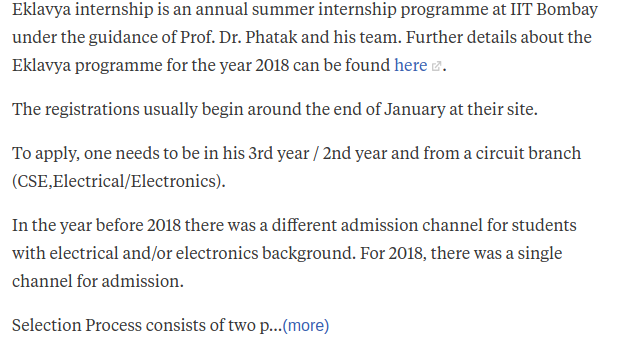 Eklavya internship is an annual summer internship programme at IIT Bombay
under the guidance of Prof. Dr. Phatak and his team. Further details about the
Eklavya programme for the year 2018 can be found here.
The registrations usually begin around the end of January at their site.
To apply, one needs to be in his 3rd year / 2nd year and from a circuit branch
(CSE,Electrical/Electronics).
In the year before 2018 there was a different admission channel for students
with electrical and/or electronics background. For 2018, there was a single
channel for admission.
Selection Process consists of two p...(more)